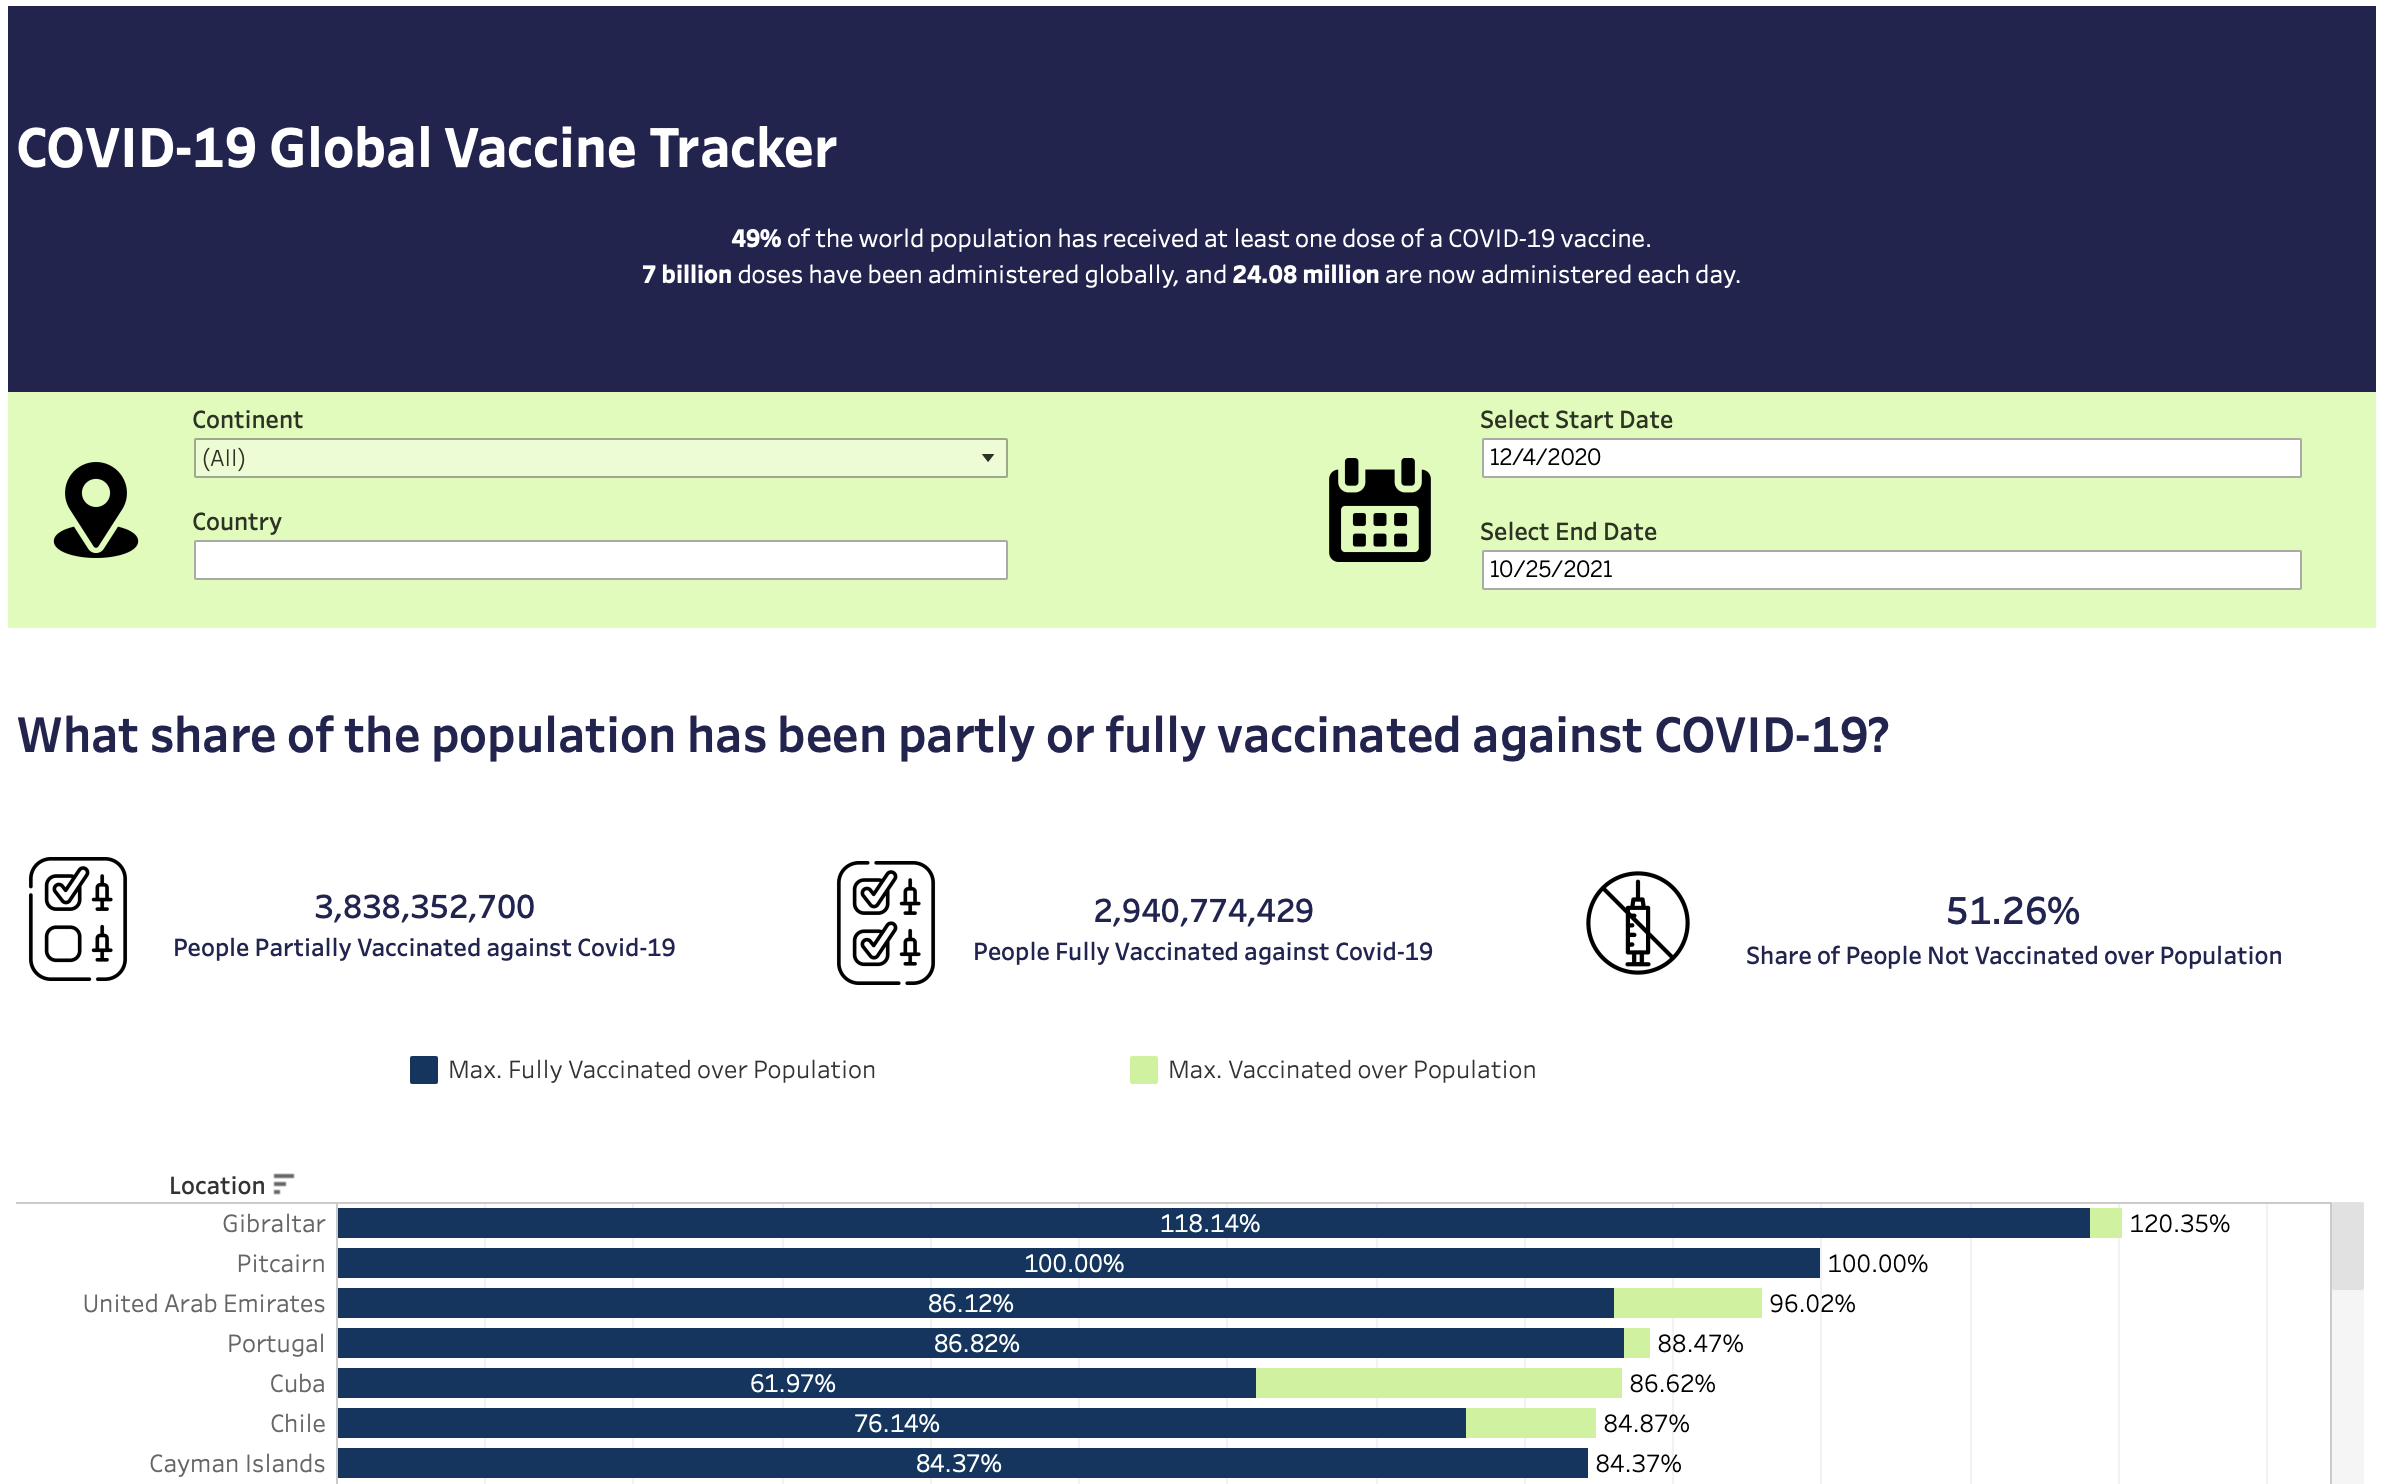 COVID-19 Global Vaccine Tracker
49% of the world population has received at least one dose of a COVID-19 vaccine.
7 billion doses have been administered globally, and 24.08 million are now administered each day.
Continent
(All)
Country
Select Start Date
12/4/2020
Select End Date
10/25/2021
What share of the population has been partly or fully vaccinated against COVID-19?
3,838,352,700
People Partially Vaccinated against Covid-19
2,940,774,429
People Fully Vaccinated against Covid-19
51.26%
Share of People Not Vaccinated over Population
Max. Fully Vaccinated over Population
Max. Vaccinated over Population
Location
Gibraltar 118.14% 120.35%
Pitcairn 100.00% 100.00%
United Arab Emirates 86.12% 96.02%
Portugal 86.82% 88.47%
Cuba 61.97% 86.62%
Chile 76.14% 84.87%
Cayman Islands 84.37% 84.37%